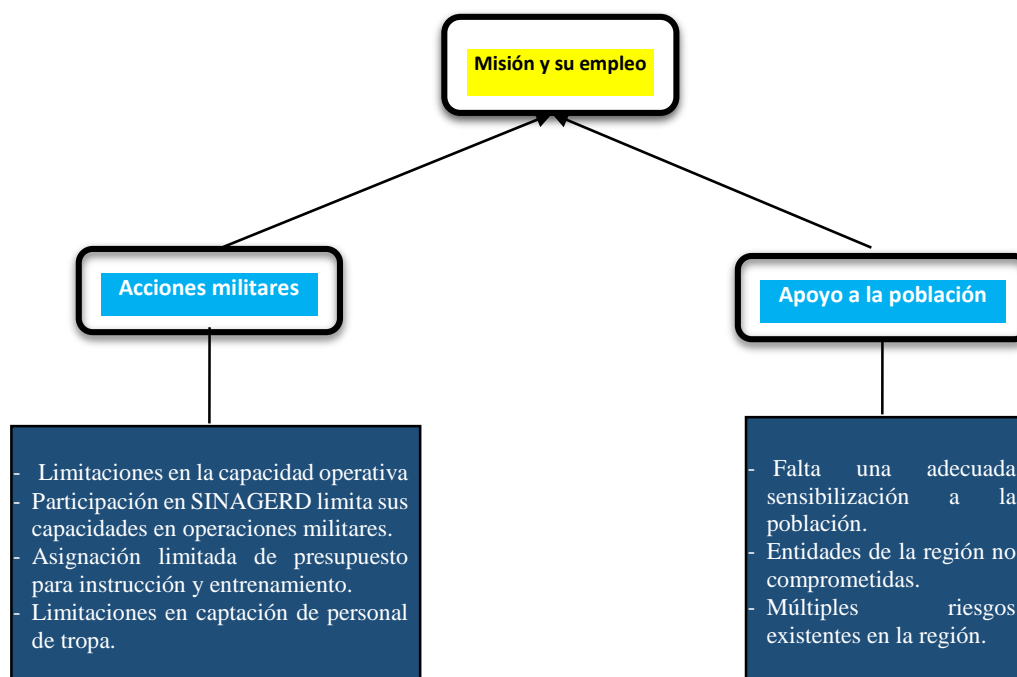 Misión y su empleo
Acciones militares
Apoyo a la población
- Limitaciones en la capacidad operativa
- Participación en SINAGERD limita sus
capacidades en operaciones militares.
- Asignación limitada de presupuesto
para instrucción y entrenamiento.
- Limitaciones en captación de personal
de tropa.
- Falta una adecuada
sensibilización a la
población.
- Entidades de la región no
comprometidas.
- Múltiples riesgos
existentes en la región.